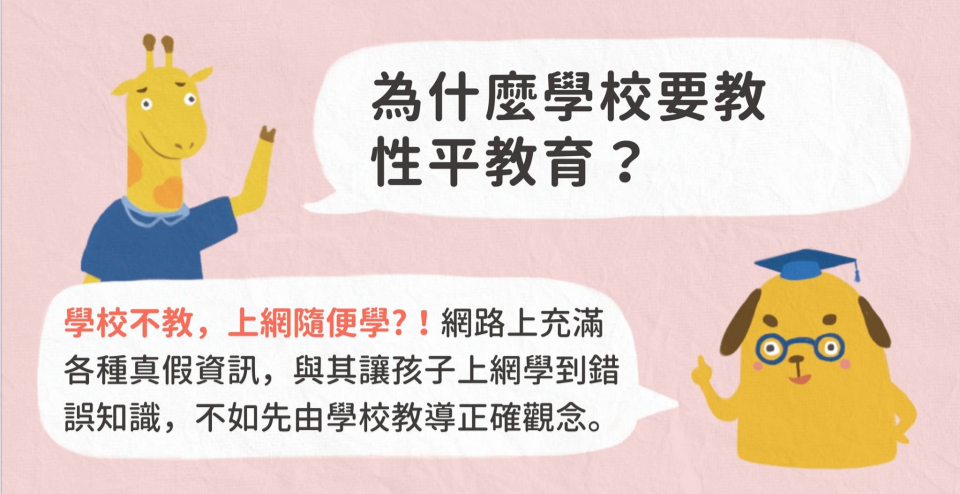 為什麼學校要教
性平教育？
學校不教，上網隨便學?！網路上充滿
各種真假資訊，與其讓孩子上網學到錯
誤知識，不如先由學校教導正確觀念。